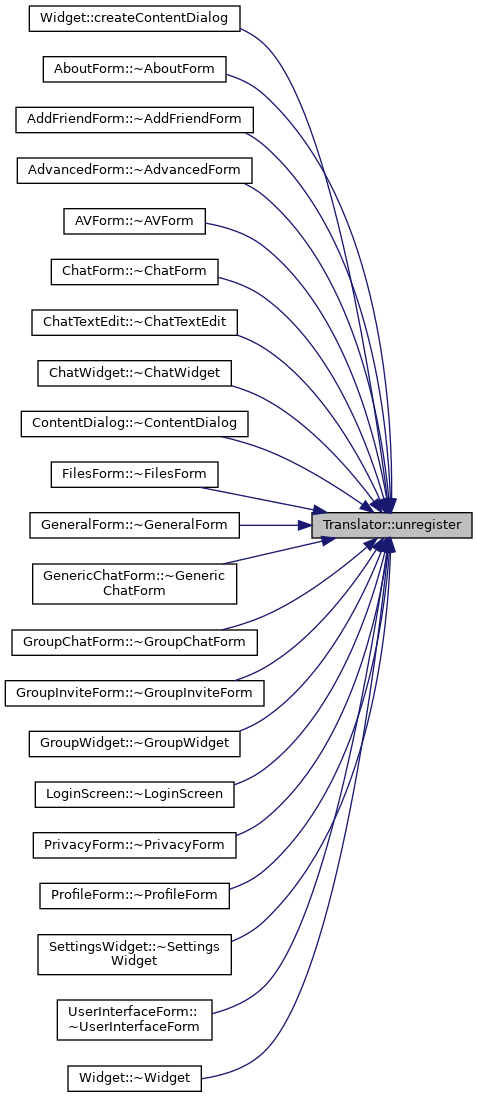 Widget::createContentDialog
AboutForm::~AboutForm
AddFriendForm::~AddFriendForm
AdvancedForm::~AdvancedForm
AVForm::~AVForm
ChatForm::~ChatForm
ChatTextEdit::~ChatTextEdit
ChatWidget::~ChatWidget
ContentDialog::~ContentDialog
FilesForm::~FilesForm
GeneralForm::~GeneralForm
Translator::unregister
GenericChatForm::~Generic
ChatForm
GroupChatForm::~GroupChatForm
GroupInviteForm::~GroupInviteForm
GroupWidget::~GroupWidget
LoginScreen::~LoginScreen
PrivacyForm::~PrivacyForm
ProfileForm::~ProfileForm
SettingsWidget::~Settings
Widget
UserInterfaceForm::
~UserInterfaceForm
Widget::~Widget